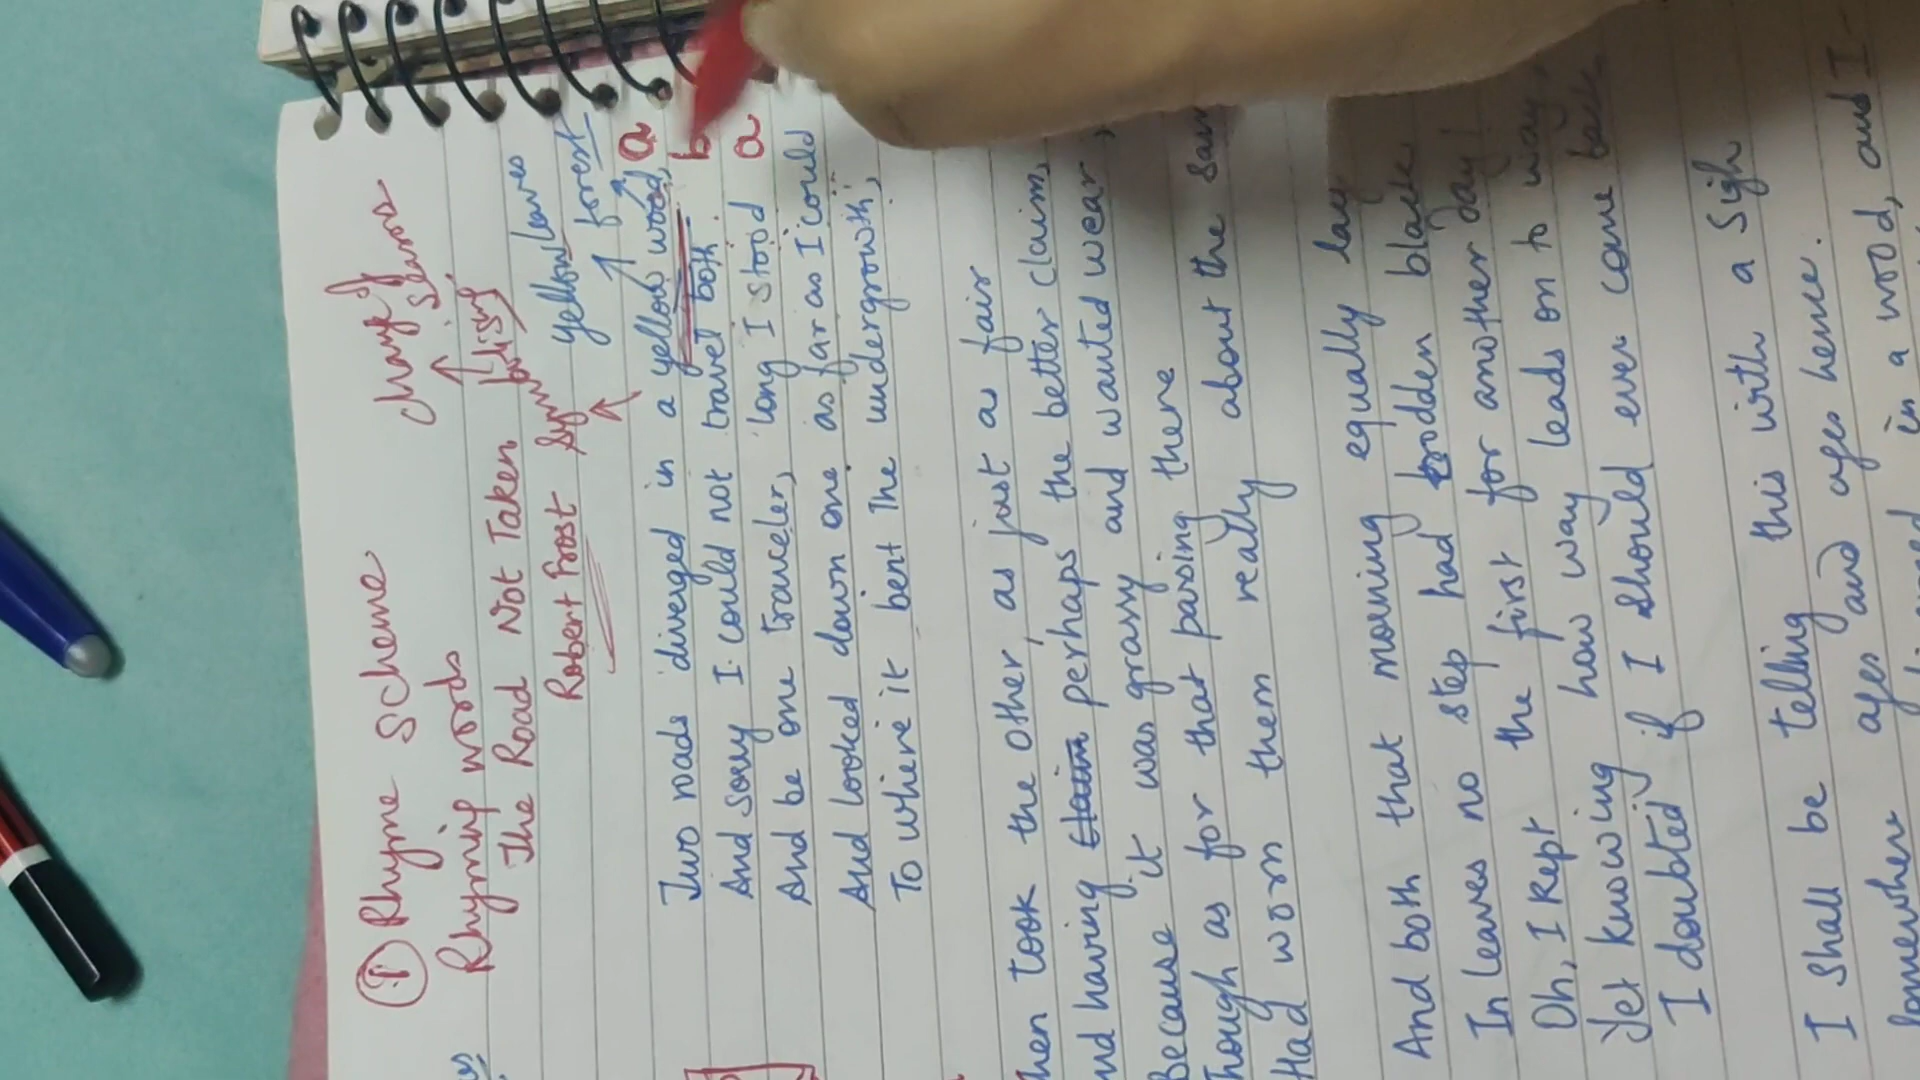 ① Rhyme Scheme
Change of
Season
Rhyming words
The Road Not Taken
Robert Frost
yellow leaves
yellow forest
Two roads diverged in a yellow wood, a
And sorry I could not travel both b
And be one traveler, long I stood a
And looked down one as far as I could
To where it bent The undergrowth,
Then took the other, as just as fair
And having perhaps the better claim,
Because it was grassy and wanted wear,
Though as for that parsing there
Had worn them really about the sam
And both that morning equally lay
In leaves no step had trodden black
Oh, I kept the first for another day!
Yet knowing how way leads on to way
I doubted if I should ever come back
I shall be telling this with a sigh
Somewhere ages and ages hence:
in a wood, and I-